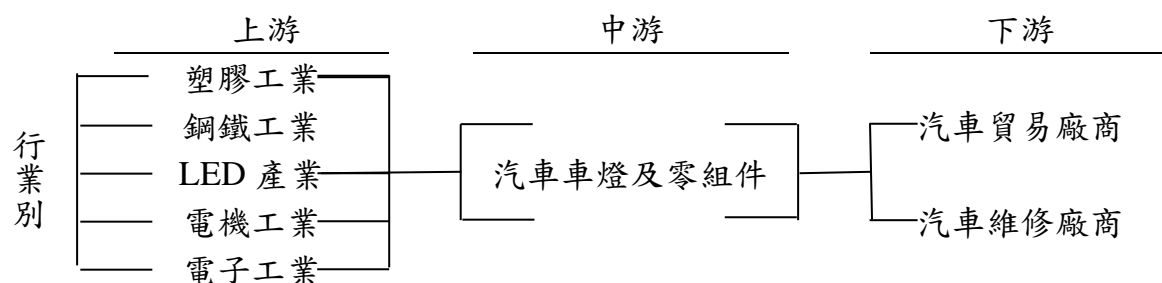 上游 中游 下游
塑膠工業
鋼鐵工業 汽車貿易廠商
行業別 LED 產業 汽車車燈及零組件
電機工業 汽車維修廠商
電子工業